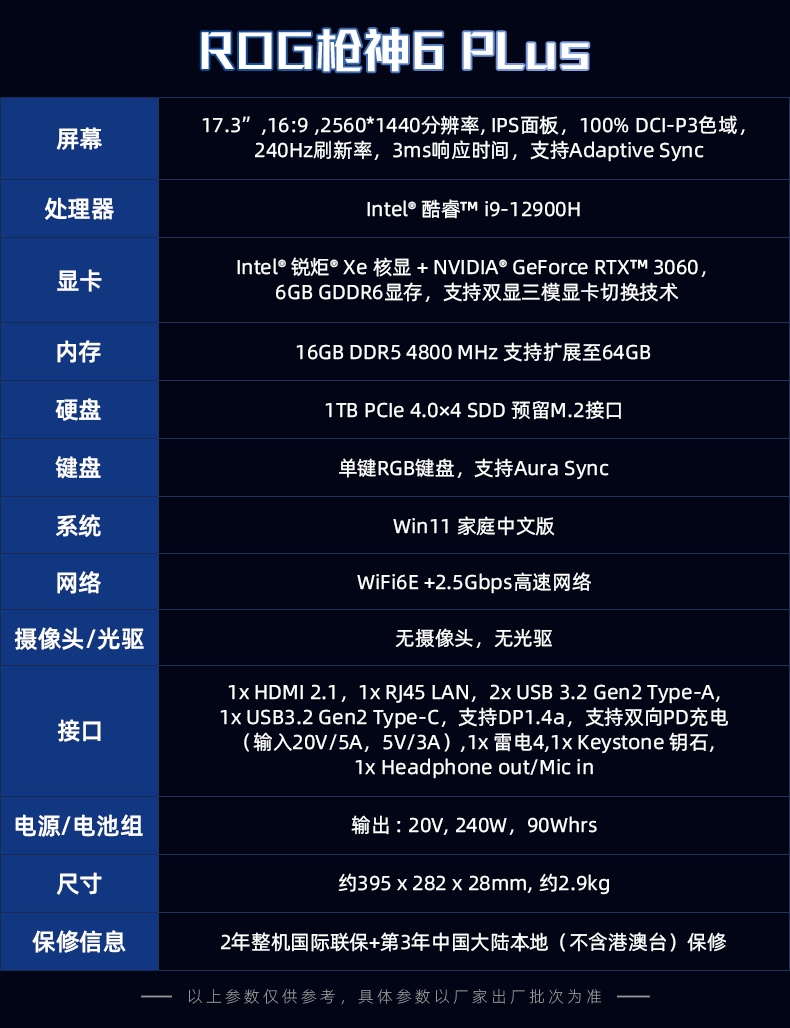 ROG枪神6 PLus
屏幕
17.3” ,16:9 ,2560*1440分辨率, IPS面板，100% DCI-P3色域，
240Hz刷新率，3ms响应时间，支持Adaptive Sync
处理器
Intel® 酷睿™ i9-12900H
显卡
Intel® 锐炬® Xe 核显 + NVIDIA® GeForce RTX™ 3060，
6GB GDDR6显存，支持双显三模显卡切换技术
内存
16GB DDR5 4800 MHz 支持扩展至64GB
硬盘
1TB PCIe 4.0×4 SDD 预留M.2接口
键盘
单键RGB键盘，支持Aura Sync
系统
Win11 家庭中文版
网络
WiFi6E +2.5Gbps高速网络
摄像头/光驱
无摄像头，无光驱
接口
1x HDMI 2.1，1x RJ45 LAN，2x USB 3.2 Gen2 Type-A,
1x USB3.2 Gen2 Type-C，支持DP1.4a，支持双向PD充电
（输入20V/5A，5V/3A）,1x 雷电4,1x Keystone 钥石,
1x Headphone out/Mic in
电源/电池组
输出 : 20V, 240W，90Whrs
尺寸
约395 x 282 x 28mm, 约2.9kg
保修信息
2年整机国际联保+第3年中国大陆本地（不含港澳台）保修
以上参数仅供参考，具体参数以厂家出厂批次为准